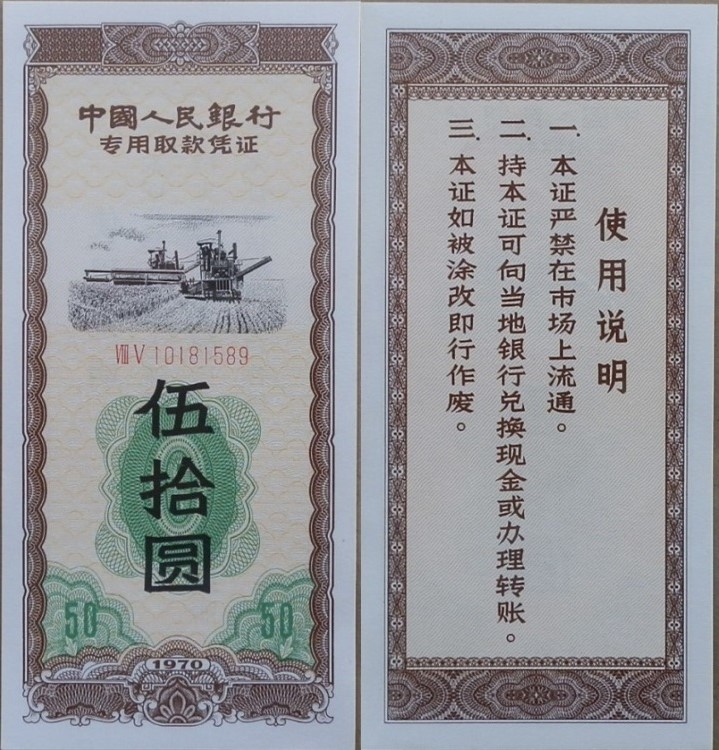 中國人民銀行
专用取款凭证
Ⅷ Ⅴ 10181589
伍拾圆
50
50
1970
使用说明
一. 本证严禁在市场上流通。
二. 持本证可向当地银行兑换现金或办理转账。
三. 本证如被涂改即行作废。